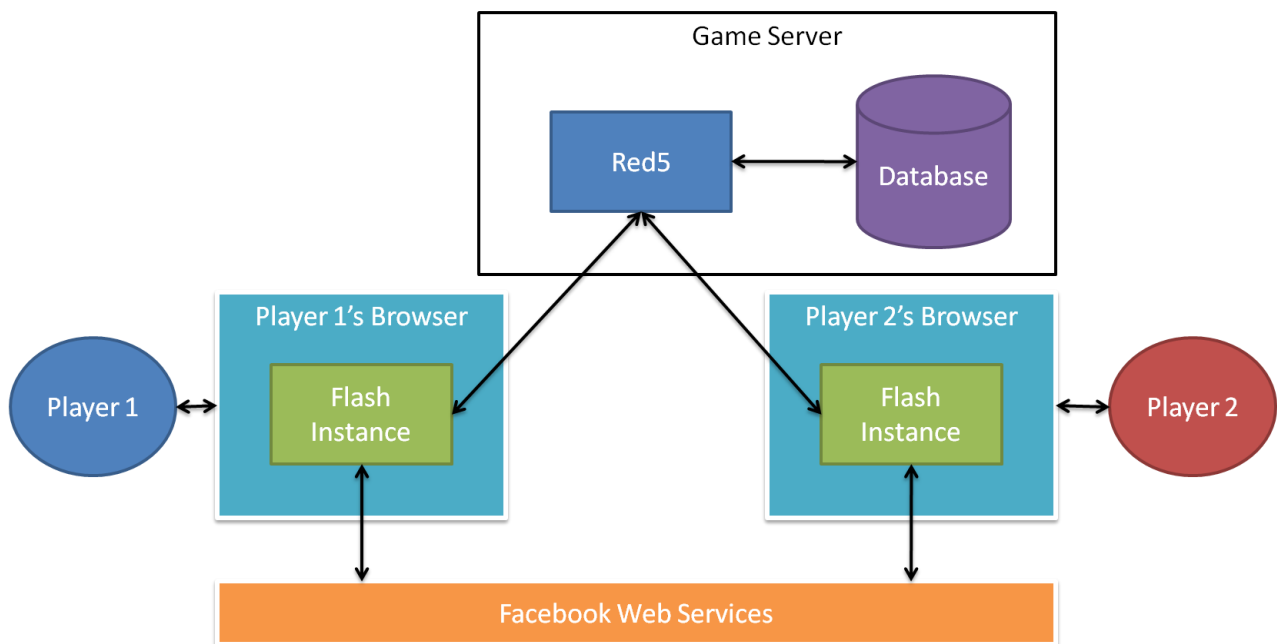 Game Server
Red5
Database
Player 1’s Browser
Player 2’s Browser
Player 1
Flash
Instance
Flash
Instance
Player 2
Facebook Web Services